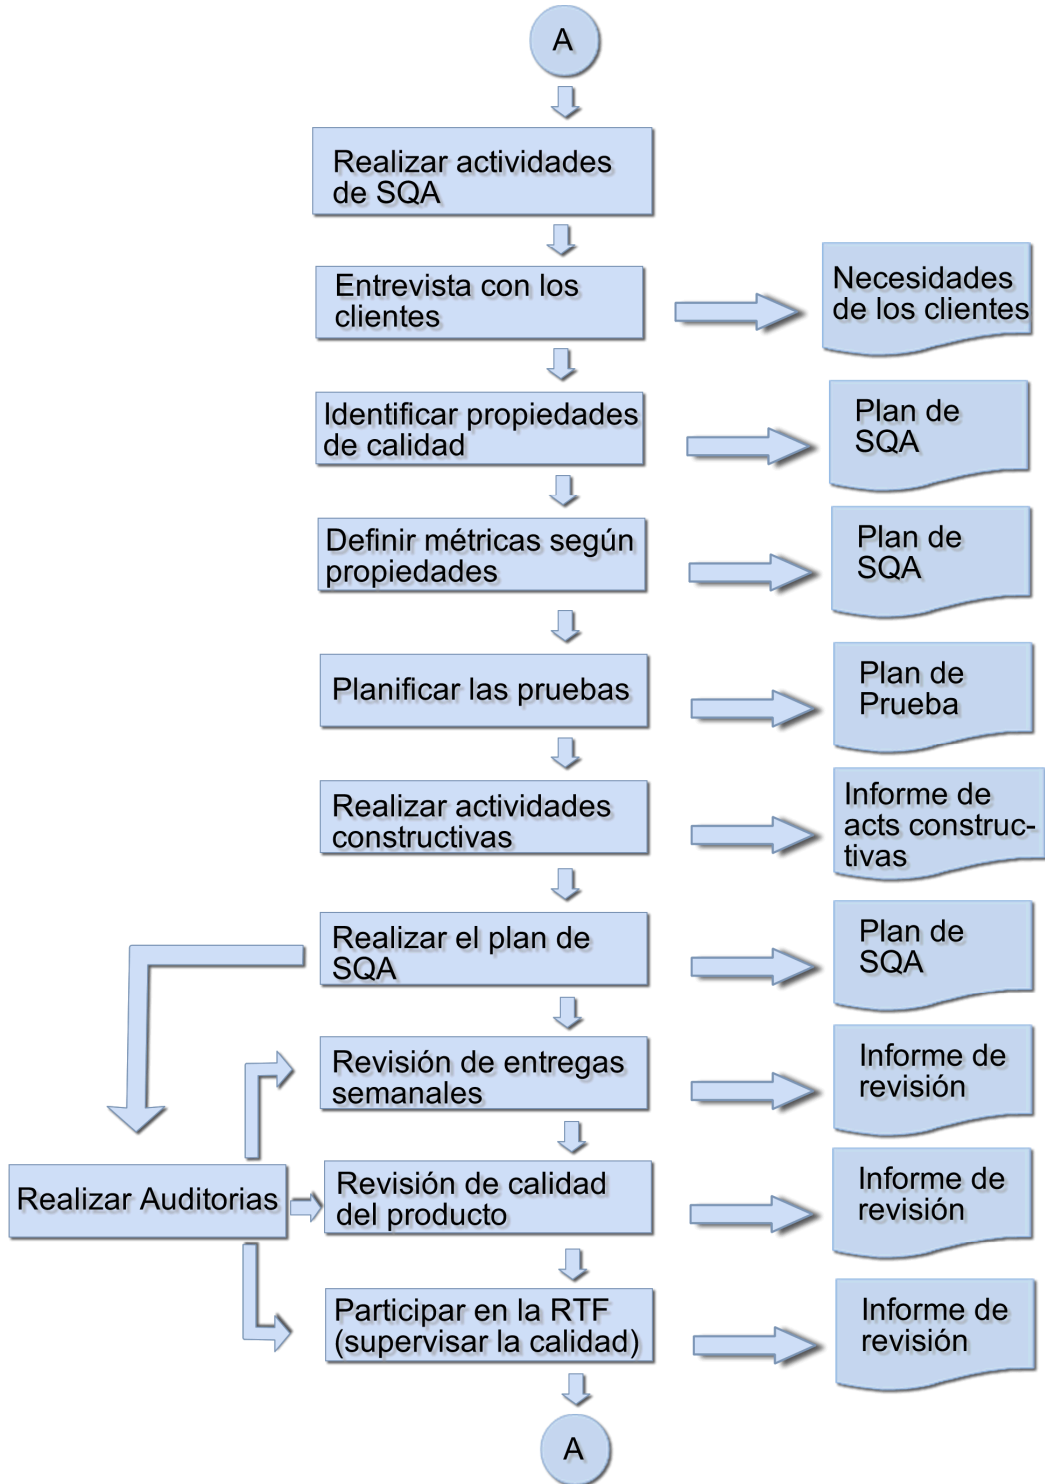 A
Realizar actividades
de SQA
Entrevista con los
clientes
Necesidades
de los clientes
Identificar propiedades
de calidad
Plan de
SQA
Definir métricas según
propiedades
Plan de
SQA
Planificar las pruebas
Plan de
Prueba
Realizar actividades
constructivas
Informe de
acts construc-
tivas
Realizar el plan de
SQA
Plan de
SQA
Revisión de entregas
semanales
Informe de
revisión
Realizar Auditorias
Revisión de calidad
del producto
Informe de
revisión
Participar en la RTF
(supervisar la calidad)
Informe de
revisión
A